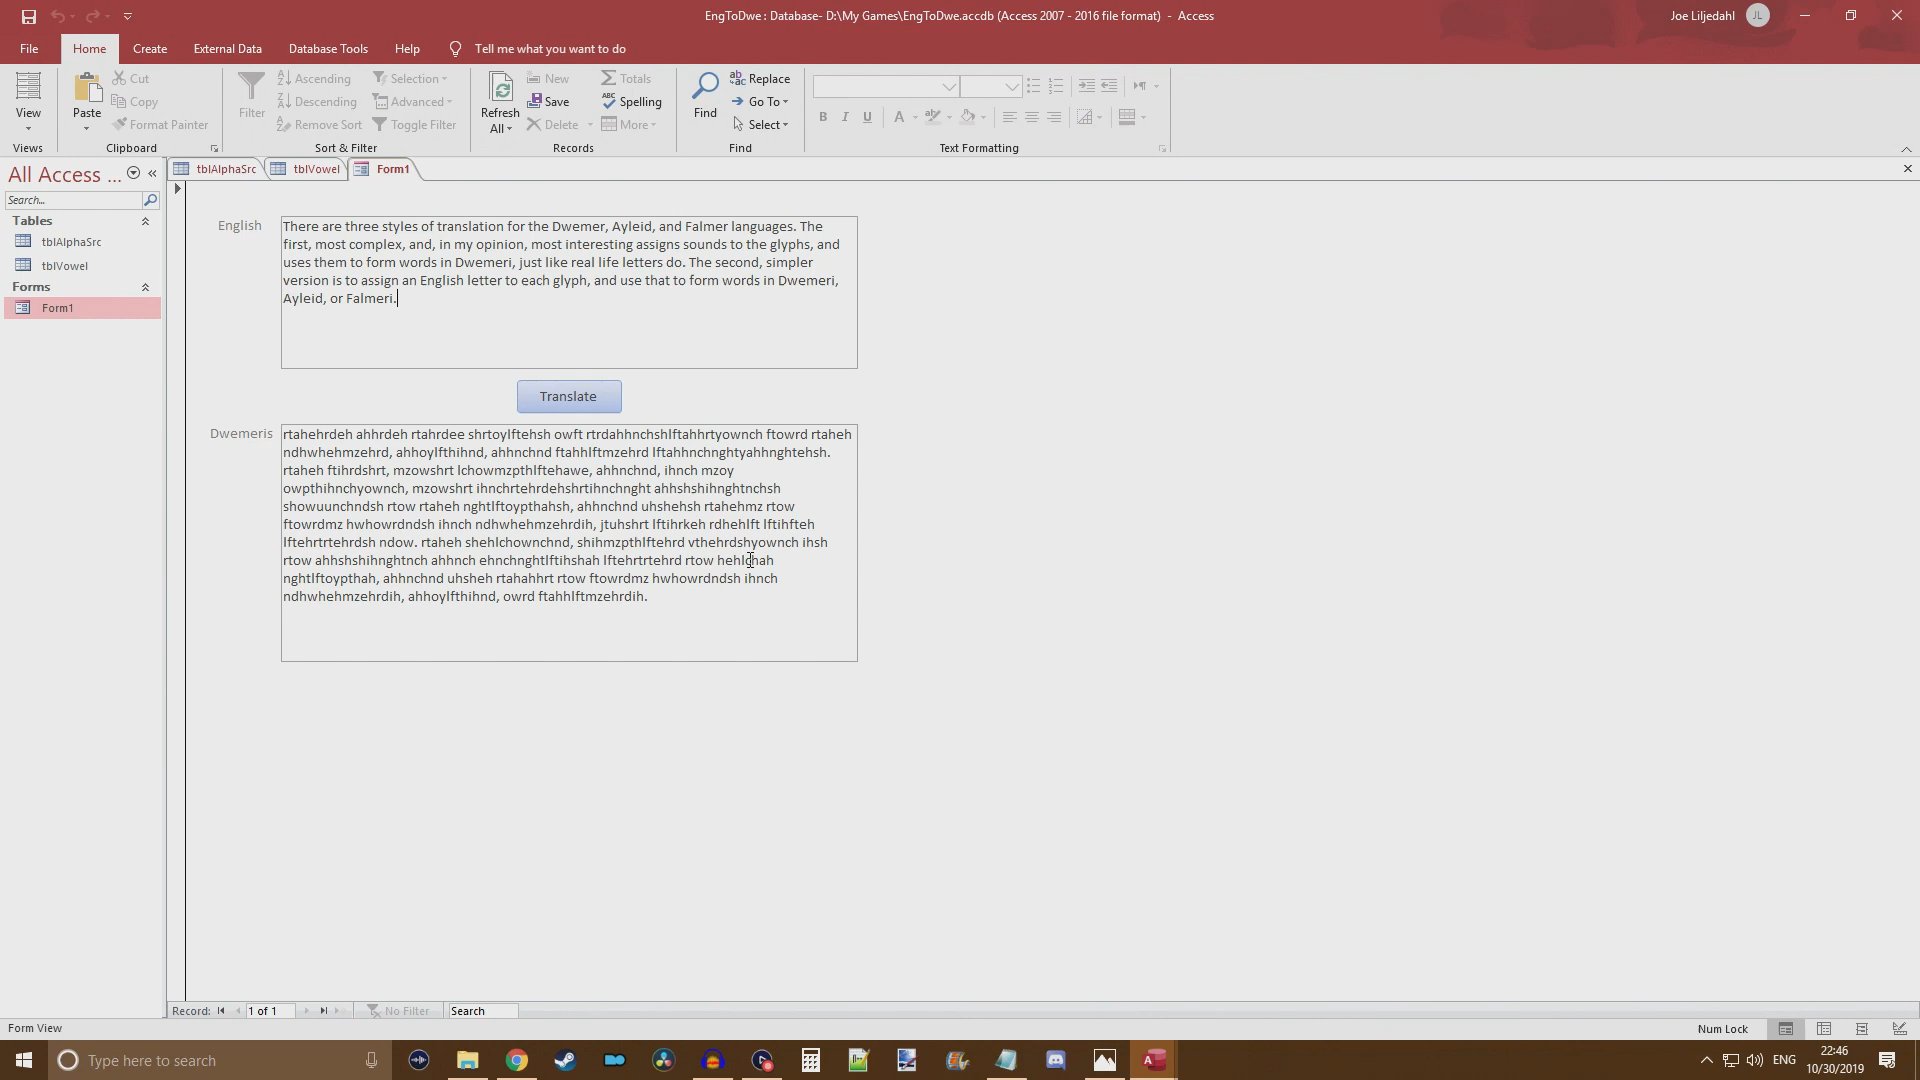 EngToDwe : Database- D:\My Games\EngToDwe.accdb (Access 2007 - 2016 file format) - Access
Joe Liljedahl
JL
File
Home
Create
External Data
Database Tools
Help
Tell me what you want to do
View
Views
Paste
Cut
Copy
Format Painter
Clipboard
Filter
Ascending
Descending
Remove Sort
Selection
Advanced
Toggle Filter
Sort & Filter
Refresh
All
New
Save
Delete
Totals
Spelling
More
Records
Find
Replace
Go To
Select
Find
B I U A
Text Formatting
All Access ...
Search...
Tables
tblAlphaSrc
tblVowel
Forms
Form1
tblAlphaSrc
tblVowel
Form1
English
There are three styles of translation for the Dwemer, Ayleid, and Falmer languages. The
first, most complex, and, in my opinion, most interesting assigns sounds to the glyphs, and
uses them to form words in Dwemeri, just like real life letters do. The second, simpler
version is to assign an English letter to each glyph, and use that to form words in Dwemeri,
Ayleid, or Falmeri.
Translate
Dwemeris
rtahehrdeh ahhrdeh rtahrdee shrtoylftehsh owft rtrdahhnchshlftahhrtyownch ftowrd rtaheh
ndhwhehmzehrd, ahhoylfthihnd, ahhnchnd ftahhlftmzehrd lftahhnchnghtyahhnghtehsh.
rtaheh ftihrdshrt, mzowshrt lchowmzpthlftehawe, ahhnchnd, ihnch mzoy
owpthihnchyownch, mzowshrt ihnchrtehrdehshrtihnchnght ahhshshihnghtnchsh
showuunchndsh rtow rtaheh nghtlftoypthahsh, ahhnchnd uhshehsh rtahehmz rtow
ftowrdmz hwhowrdndsh ihnch ndhwhehmzehrdih, jtuhshrt lftihrkeh rdhehlft lftihfteh
lftehrtrtehrdsh ndow. rtaheh shehlchownchnd, shihmzpthlftehrd vthehrdshyownch ihsh
rtow ahhshshihnghtnch ahhnch ehnchnghtlftihshah lftehrtrtehrd rtow hehlchah
nghtlftoypthah, ahhnchnd uhsheh rtahahhrt rtow ftowrdmz hwhowrdndsh ihnch
ndhwhehmzehrdih, ahhoylfthihnd, owrd ftahhlftmzehrdih.
Record:
1 of 1
No Filter
Search
Form View
Num Lock
Type here to search
ENG
22:46
10/30/2019